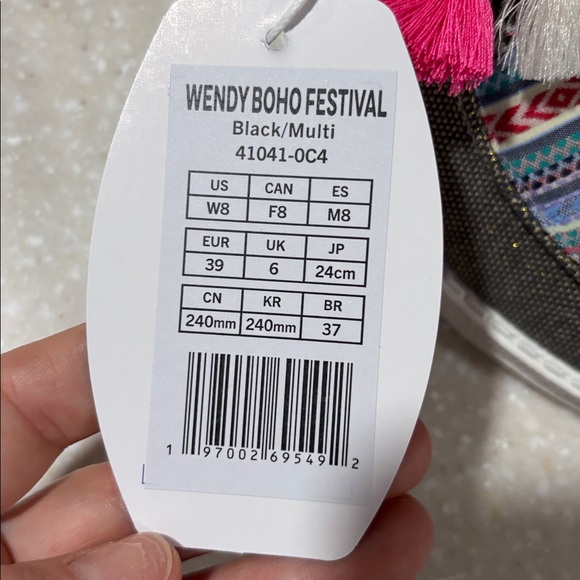 WENDY BOHO FESTIVAL
Black/Multi
41041-0C4
US CAN ES
W8 F8 M8
EUR UK JP
39 6 24cm
CN KR BR
240mm 240mm 37
1 97002 69549 2